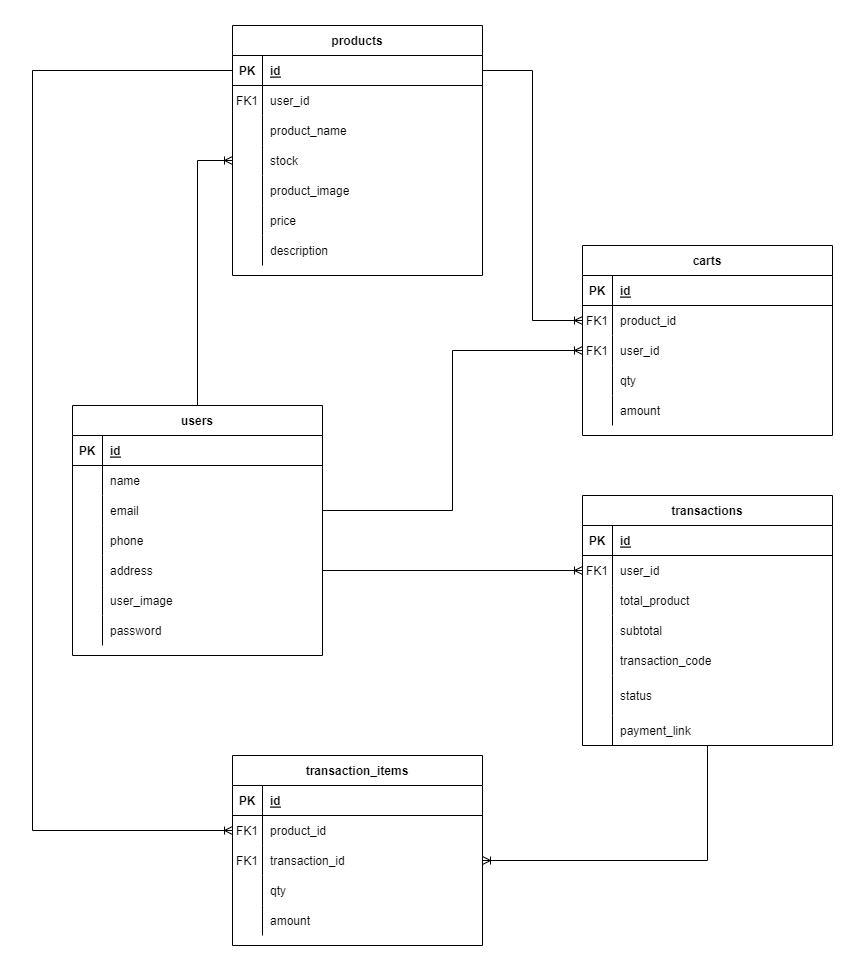 products
PK id
FK1 user_id
product_name
stock
product_image
price
description
carts
PK id
FK1 product_id
FK1 user_id
qty
amount
users
PK id
name
email
phone
address
user_image
password
transactions
PK id
FK1 user_id
total_product
subtotal
transaction_code
status
payment_link
transaction_items
PK id
FK1 product_id
FK1 transaction_id
qty
amount